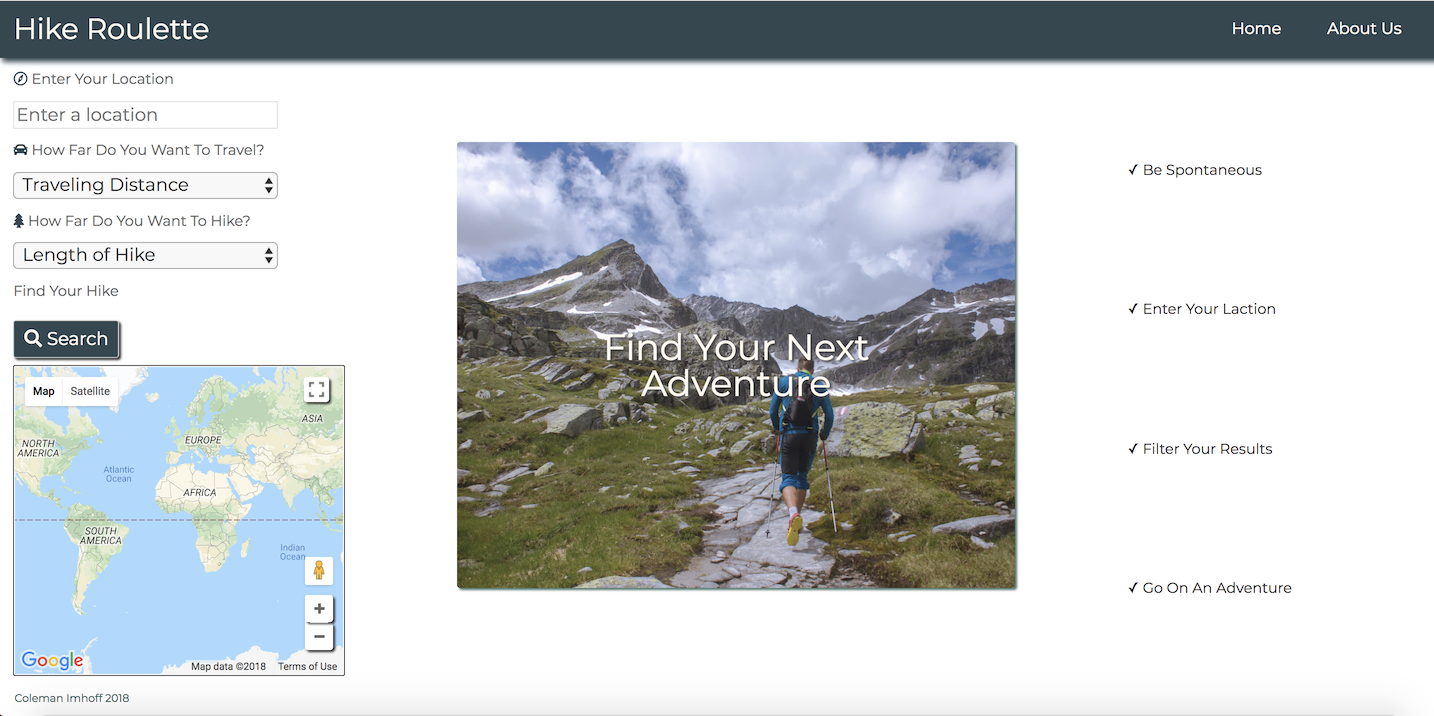 Hike Roulette
Home
About Us
Enter Your Location
Enter a location
How Far Do You Want To Travel?
Traveling Distance
How Far Do You Want To Hike?
Length of Hike
Find Your Hike
Search
Map
Satellite
ASIA
EUROPE
NORTH
AMERICA
Atlantic
Ocean
AFRICA
SOUTH
AMERICA
Indian
Ocean
+
−
Google
Map data ©2018
Terms of Use
Coleman Imhoff 2018
Find Your Next
Adventure
✓ Be Spontaneous
✓ Enter Your Laction
✓ Filter Your Results
✓ Go On An Adventure